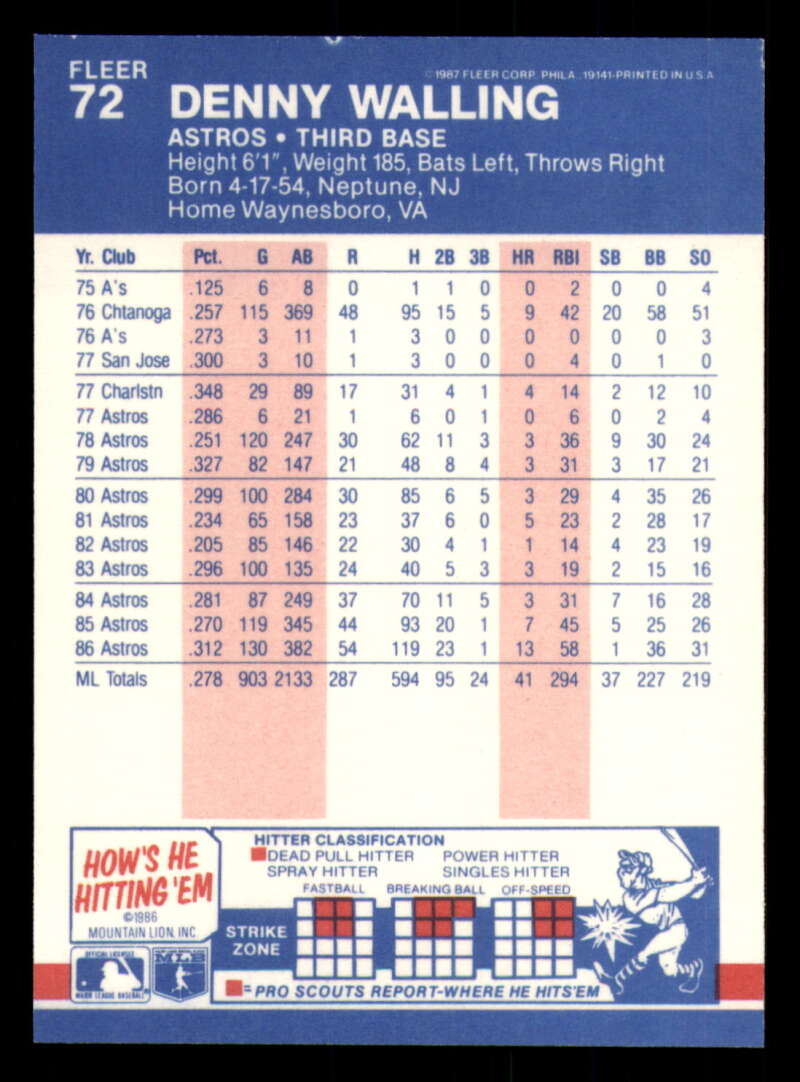 FLEER
©1987 FLEER CORP. PHILA. 19141-PRINTED IN U.S.A
72 DENNY WALLING
ASTROS • THIRD BASE
Height 6'1", Weight 185, Bats Left, Throws Right
Born 4-17-54, Neptune, NJ
Home Waynesboro, VA
Yr. Club Pct. G AB R H 2B 3B HR RBI SB BB SO
75 A's .125 6 8 0 1 1 0 0 2 0 0 4
76 Chtanoga .257 115 369 48 95 15 5 9 42 20 58 51
76 A's .273 3 11 1 3 0 0 0 0 0 0 3
77 San Jose .300 3 10 1 3 0 0 0 4 0 1 0
77 Charlstn .348 29 89 17 31 4 1 4 14 2 12 10
77 Astros .286 6 21 1 6 0 1 0 6 0 2 4
78 Astros .251 120 247 30 62 11 3 3 36 9 30 24
79 Astros .327 82 147 21 48 8 4 3 31 3 17 21
80 Astros .299 100 284 30 85 6 5 3 29 4 35 26
81 Astros .234 65 158 23 37 6 0 5 23 2 28 17
82 Astros .205 85 146 22 30 4 1 1 14 4 23 19
83 Astros .296 100 135 24 40 5 3 3 19 2 15 16
84 Astros .281 87 249 37 70 11 5 3 31 7 16 28
85 Astros .270 119 345 44 93 20 1 7 45 5 25 26
86 Astros .312 130 382 54 119 23 1 13 58 1 36 31
ML Totals .278 903 2133 287 594 95 24 41 294 37 227 219
HOW'S HE
HITTING 'EM
©1986
MOUNTAIN LION, INC.
OFFICIAL LICENSEE
MAJOR LEAGUE BASEBALL
MLB
HITTER CLASSIFICATION
DEAD PULL HITTER POWER HITTER
SPRAY HITTER SINGLES HITTER
FASTBALL BREAKING BALL OFF-SPEED
STRIKE
ZONE
=PRO SCOUTS REPORT-WHERE HE HITS'EM